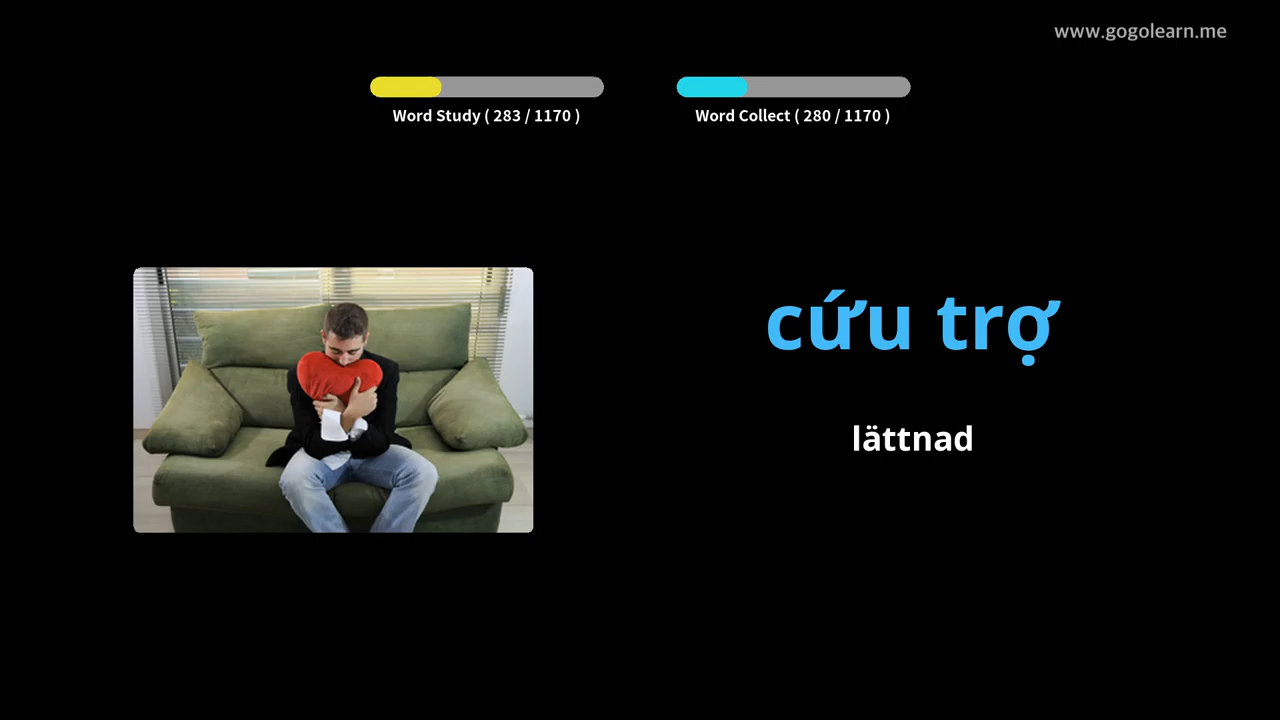 www.gogolearn.me
Word Study ( 283 / 1170 )
Word Collect ( 280 / 1170 )
cứu trợ
lättnad